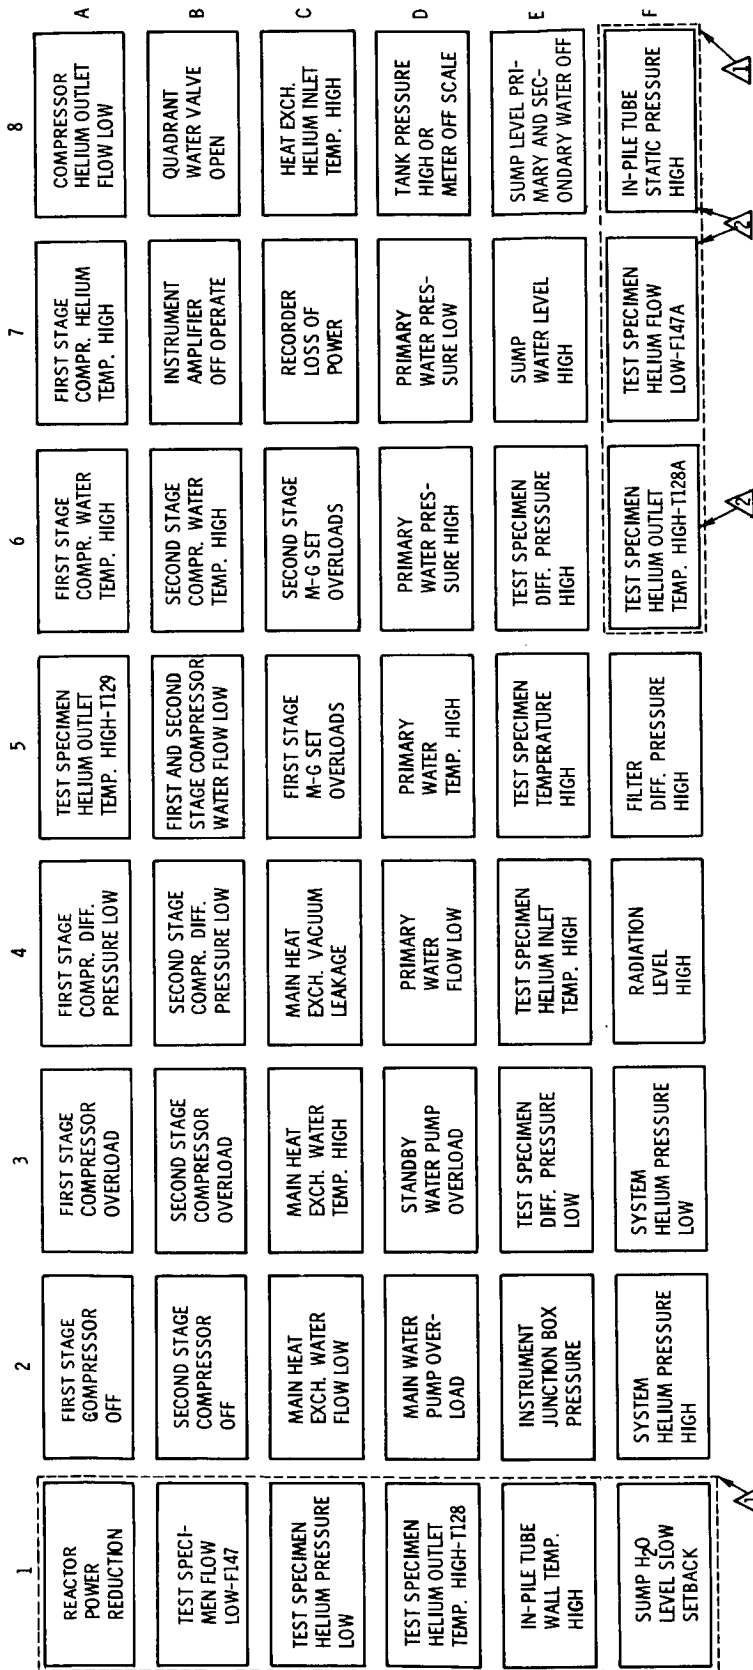 1 2 3 4 5 6 7 8
REACTOR
POWER
REDUCTION
FIRST STAGE
COMPRESSOR
OFF
FIRST STAGE
COMPRESSOR
OVERLOAD
FIRST STAGE
COMPR. DIFF.
PRESSURE LOW
TEST SPECIMEN
HELIUM OUTLET
TEMP. HIGH-T129
FIRST STAGE
COMPR. WATER
TEMP. HIGH
FIRST STAGE
COMPR. HELIUM
TEMP. HIGH
COMPRESSOR
HELIUM OUTLET
FLOW LOW
A
TEST SPECI-
MEN FLOW
LOW-F147
SECOND STAGE
COMPRESSOR
OFF
SECOND STAGE
COMPRESSOR
OVERLOAD
SECOND STAGE
COMPR. DIFF.
PRESSURE LOW
FIRST AND SECOND
STAGE COMPRESSOR
WATER FLOW LOW
SECOND STAGE
COMPR. WATER
TEMP. HIGH
INSTRUMENT
AMPLIFIER
OFF OPERATE
QUADRANT
WATER VALVE
OPEN
B
TEST SPECIMEN
HELIUM PRESSURE
LOW
MAIN HEAT
EXCH. WATER
FLOW LOW
MAIN HEAT
EXCH. WATER
TEMP. HIGH
MAIN HEAT
EXCH. VACUUM
LEAKAGE
FIRST STAGE
M-G SET
OVERLOADS
SECOND STAGE
M-G SET
OVERLOADS
RECORDER
LOSS OF
POWER
HEAT EXCH.
HELIUM INLET
TEMP. HIGH
C
TEST SPECIMEN
HELIUM OUTLET
TEMP. HIGH-T128
MAIN WATER
PUMP OVER-
LOAD
STANDBY
WATER PUMP
OVERLOAD
PRIMARY
WATER
FLOW LOW
PRIMARY
WATER
TEMP. HIGH
PRIMARY
WATER PRES-
SURE HIGH
PRIMARY
WATER PRES-
SURE LOW
TANK PRESSURE
HIGH OR
METER OFF SCALE
D
IN-PILE TUBE
WALL TEMP.
HIGH
INSTRUMENT
JUNCTION BOX
PRESSURE
TEST SPECIMEN
DIFF. PRESSURE
LOW
TEST SPECIMEN
HELIUM INLET
TEMP. HIGH
TEST SPECIMEN
TEMPERATURE
HIGH
TEST SPECIMEN
DIFF. PRESSURE
HIGH
SUMP
WATER LEVEL
HIGH
SUMP LEVEL PRI-
MARY AND SEC-
ONDARY WATER OFF
E
SUMP H2O
LEVEL SLOW
SETBACK
SYSTEM
HELIUM PRESSURE
HIGH
SYSTEM
HELIUM PRESSURE
LOW
RADIATION
LEVEL
HIGH
FILTER
DIFF. PRESSURE
HIGH
TEST SPECIMEN
HELIUM OUTLET
TEMP. HIGH-T128A
TEST SPECIMEN
HELIUM FLOW
LOW-F147A
IN-PILE TUBE
STATIC PRESSURE
HIGH
F
2
2
1